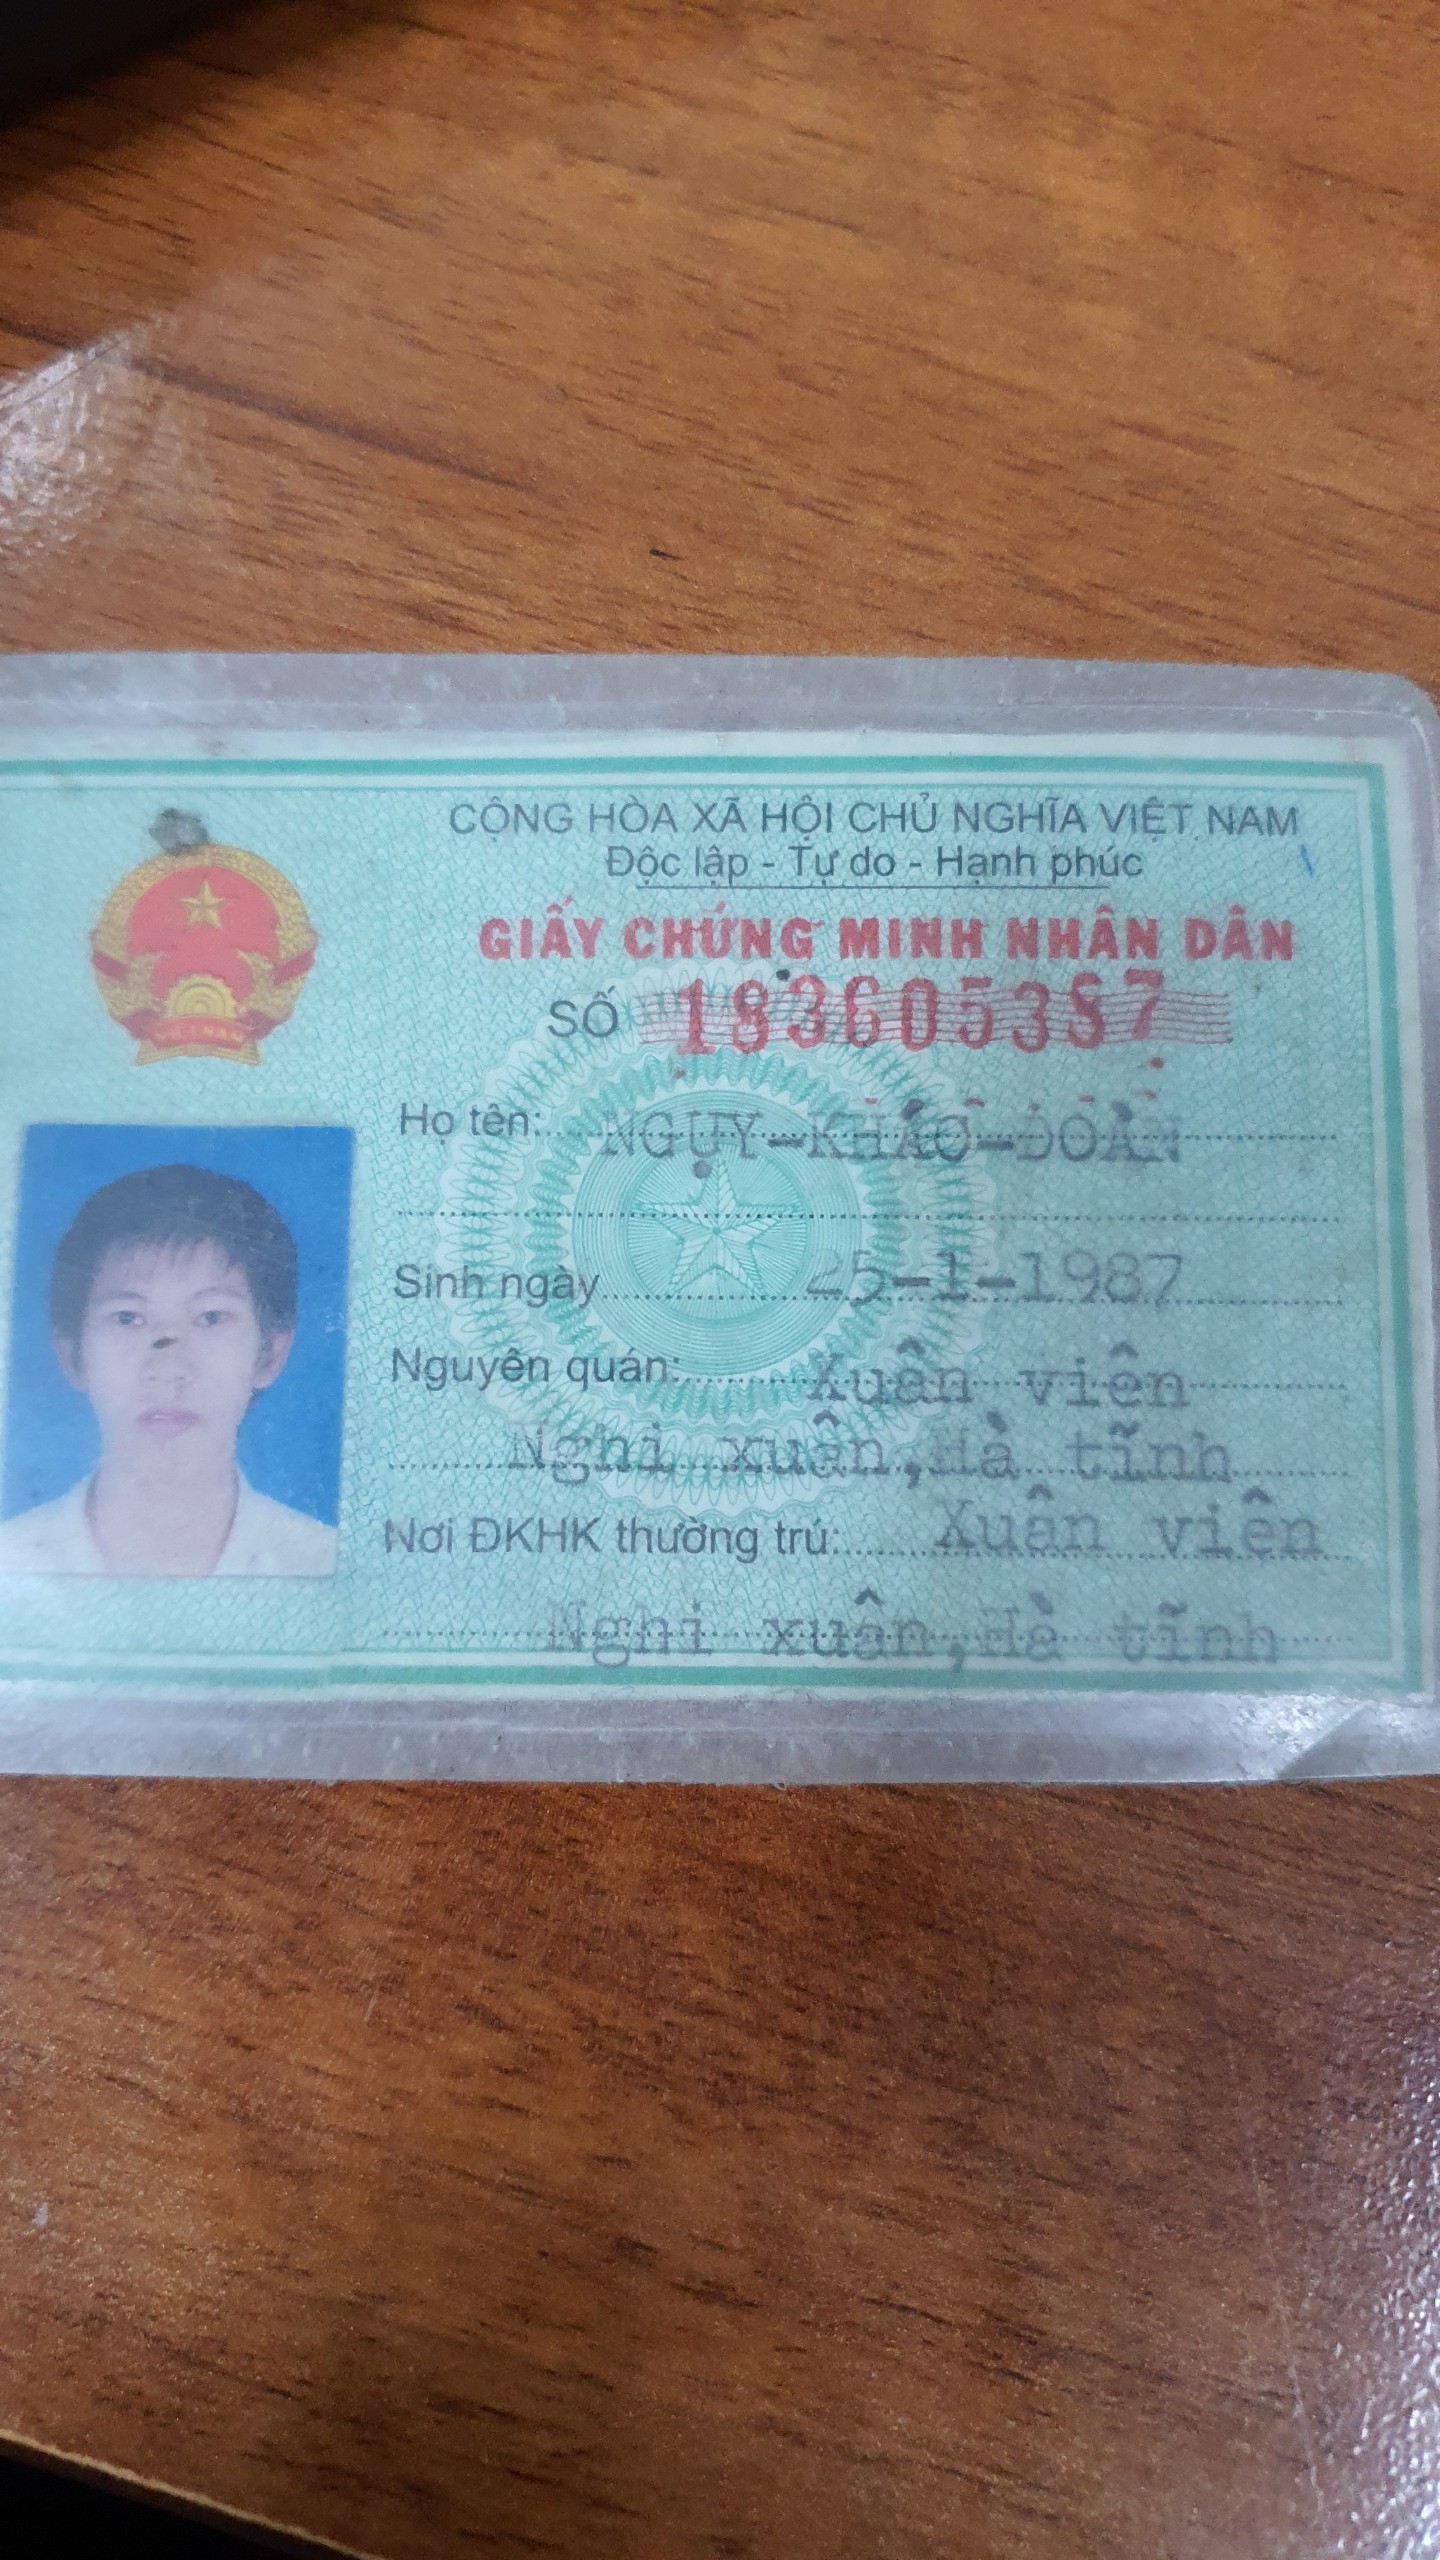 CỘNG HÒA XÃ HỘI CHỦ NGHĨA VIỆT NAM
Độc lập - Tự do - Hạnh phúc
GIẤY CHỨNG MINH NHÂN DÂN
SỐ 183605387
Họ tên: NGỤY-KHẮC-ĐOÀN
Sinh ngày 25-1-1987
Nguyên quán: Xuân viên
Nghi xuân,Hà tĩnh
Nơi ĐKHK thường trú: Xuân viên
Nghi xuân,Hà tĩnh
VIỆT NAM